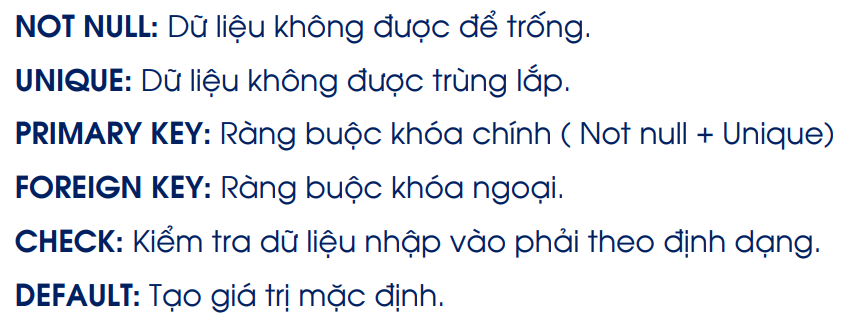 NOT NULL: Dữ liệu không được để trống.
UNIQUE: Dữ liệu không được trùng lắp.
PRIMARY KEY: Ràng buộc khóa chính ( Not null + Unique)
FOREIGN KEY: Ràng buộc khóa ngoại.
CHECK: Kiểm tra dữ liệu nhập vào phải theo định dạng.
DEFAULT: Tạo giá trị mặc định.